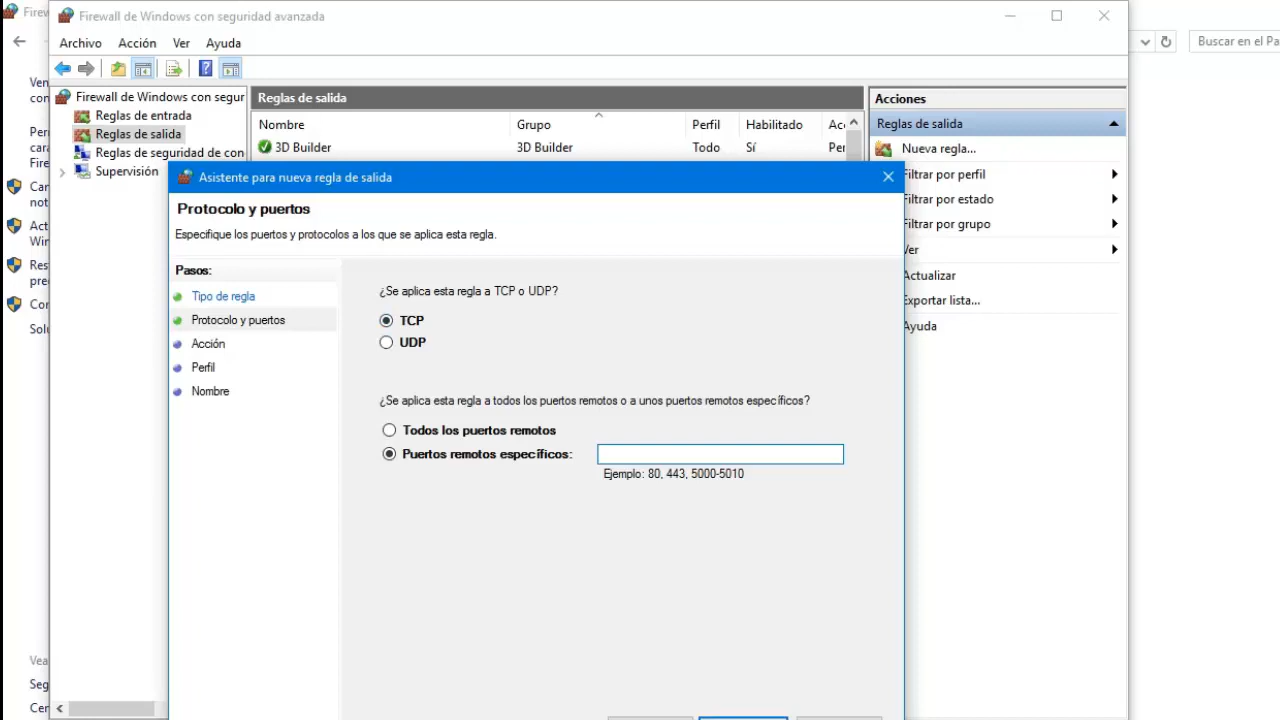 Firewall de Windows con seguridad avanzada
Archivo Acción Ver Ayuda
Buscar en el Pa
Firewall de Windows con segur
Reglas de entrada
Reglas de salida
Reglas de seguridad de con
Supervisión
Reglas de salida
Nombre Grupo Perfil Habilitado
3D Builder 3D Builder Todo Sí
Acciones
Reglas de salida
Nueva regla...
Filtrar por perfil
Filtrar por estado
Filtrar por grupo
Ver
Actualizar
Exportar lista...
Ayuda
Asistente para nueva regla de salida
Protocolo y puertos
Especifique los puertos y protocolos a los que se aplica esta regla.
Pasos:
Tipo de regla
Protocolo y puertos
Acción
Perfil
Nombre
¿Se aplica esta regla a TCP o UDP?
TCP
UDP
¿Se aplica esta regla a todos los puertos remotos o a unos puertos remotos específicos?
Todos los puertos remotos
Puertos remotos específicos:
Ejemplo: 80, 443, 5000-5010